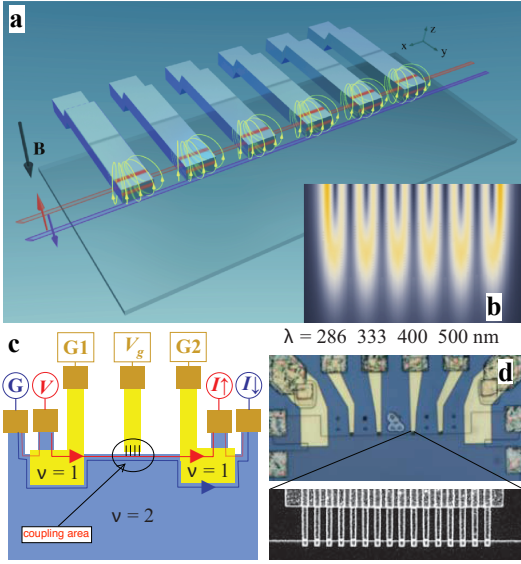 a
z
x
y
B
b
λ = 286 333 400 500 nm
c
G1
Vg
G2
G
V
I↑
I↓
ν = 1
ν = 1
ν = 2
coupling area
d